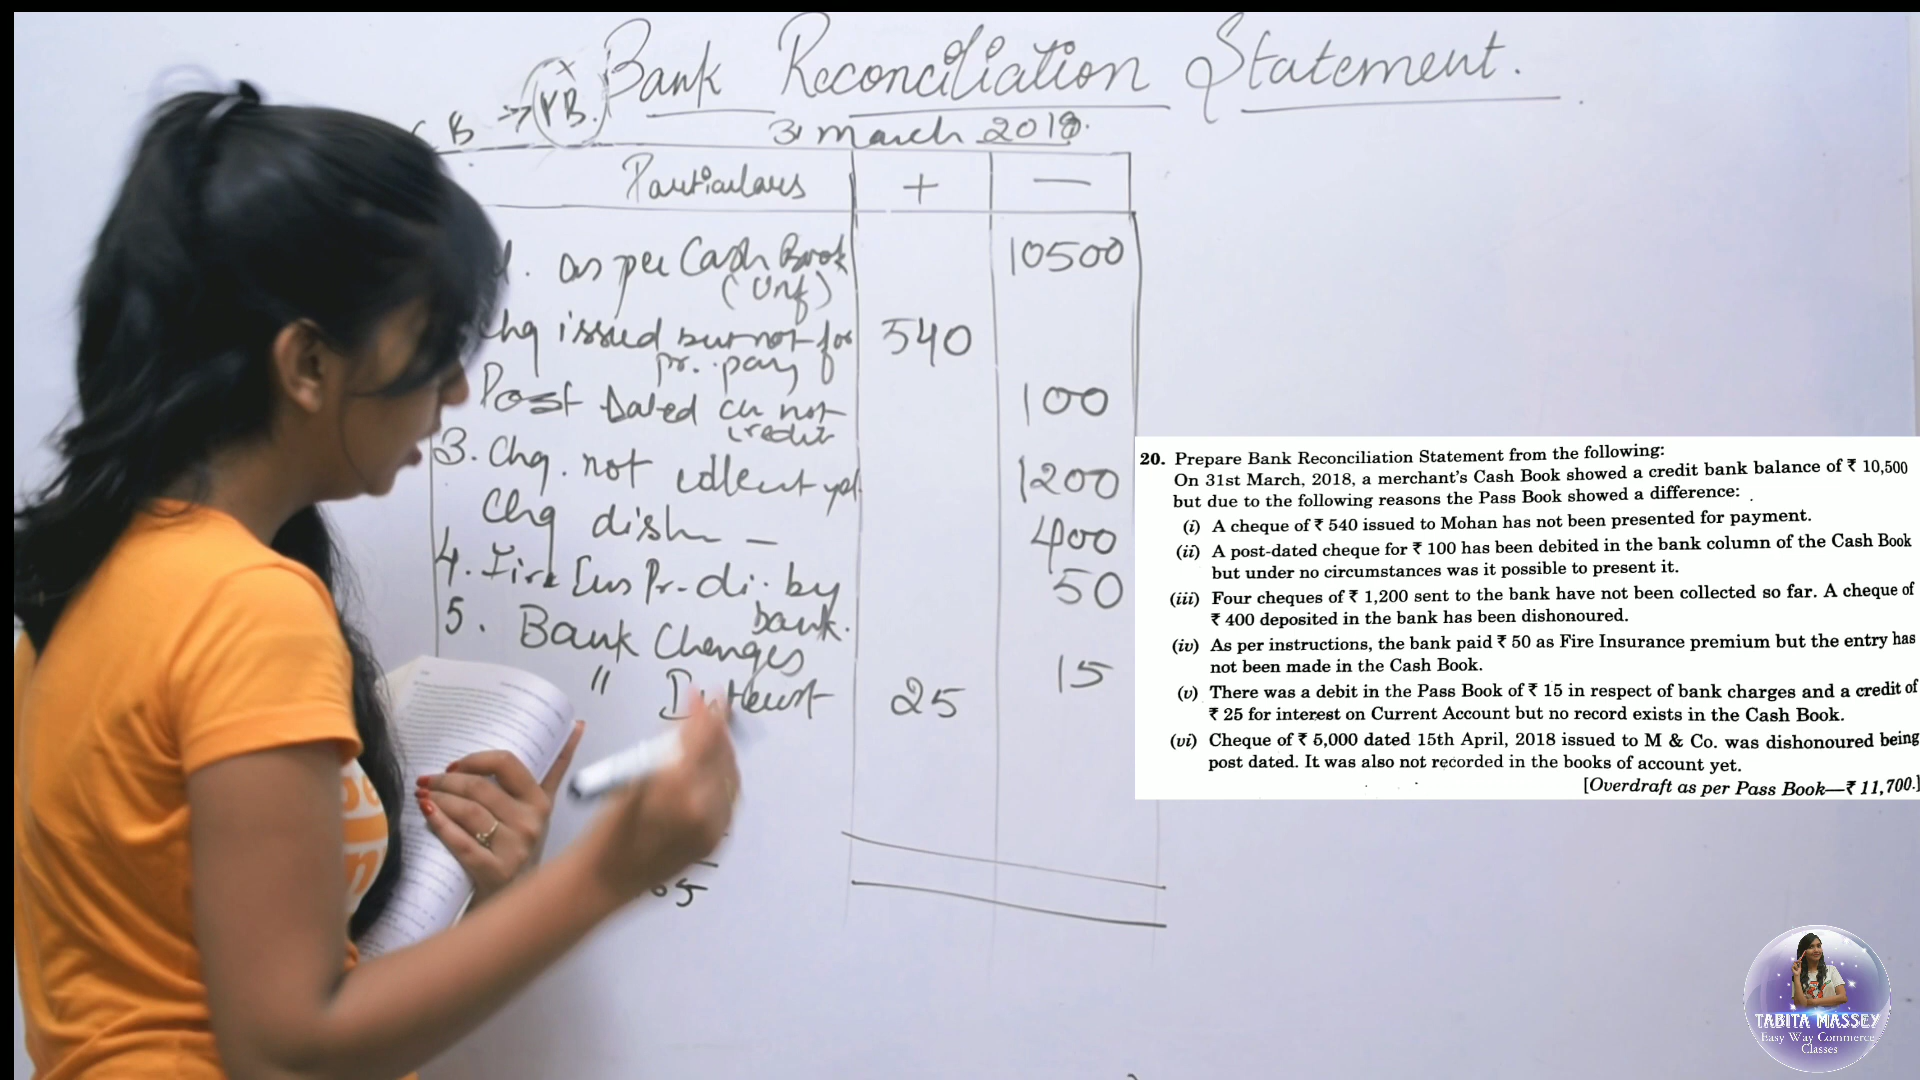 Bank Reconciliation Statement.
B → P.B.
31 March 2018.
Particulars + —
as per Cash Book 10500
(Unf)
chq issued but not for 540
pr. pay
Post Dated ch not 100
credit
3. Chq. not collect yet 1200
Chq dish — 400
4. Fire Ins Pr. di. by 50
bank.
5. Bank Charges 15
" Interest 25
65
20. Prepare Bank Reconciliation Statement from the following:
On 31st March, 2018, a merchant's Cash Book showed a credit bank balance of ₹ 10,500
but due to the following reasons the Pass Book showed a difference:
(i) A cheque of ₹ 540 issued to Mohan has not been presented for payment.
(ii) A post-dated cheque for ₹ 100 has been debited in the bank column of the Cash Book
but under no circumstances was it possible to present it.
(iii) Four cheques of ₹ 1,200 sent to the bank have not been collected so far. A cheque of
₹ 400 deposited in the bank has been dishonoured.
(iv) As per instructions, the bank paid ₹ 50 as Fire Insurance premium but the entry has
not been made in the Cash Book.
(v) There was a debit in the Pass Book of ₹ 15 in respect of bank charges and a credit of
₹ 25 for interest on Current Account but no record exists in the Cash Book.
(vi) Cheque of ₹ 5,000 dated 15th April, 2018 issued to M & Co. was dishonoured being
post dated. It was also not recorded in the books of account yet.
[Overdraft as per Pass Book—₹ 11,700.]
TABITA MASSEY
Easy Way Commerce
Classes